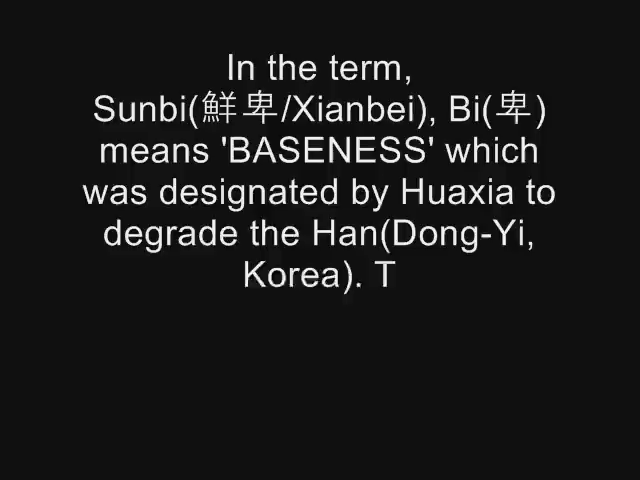 In the term,
Sunbi(鮮卑/Xianbei), Bi(卑)
means 'BASENESS' which
was designated by Huaxia to
degrade the Han(Dong-Yi,
Korea). T